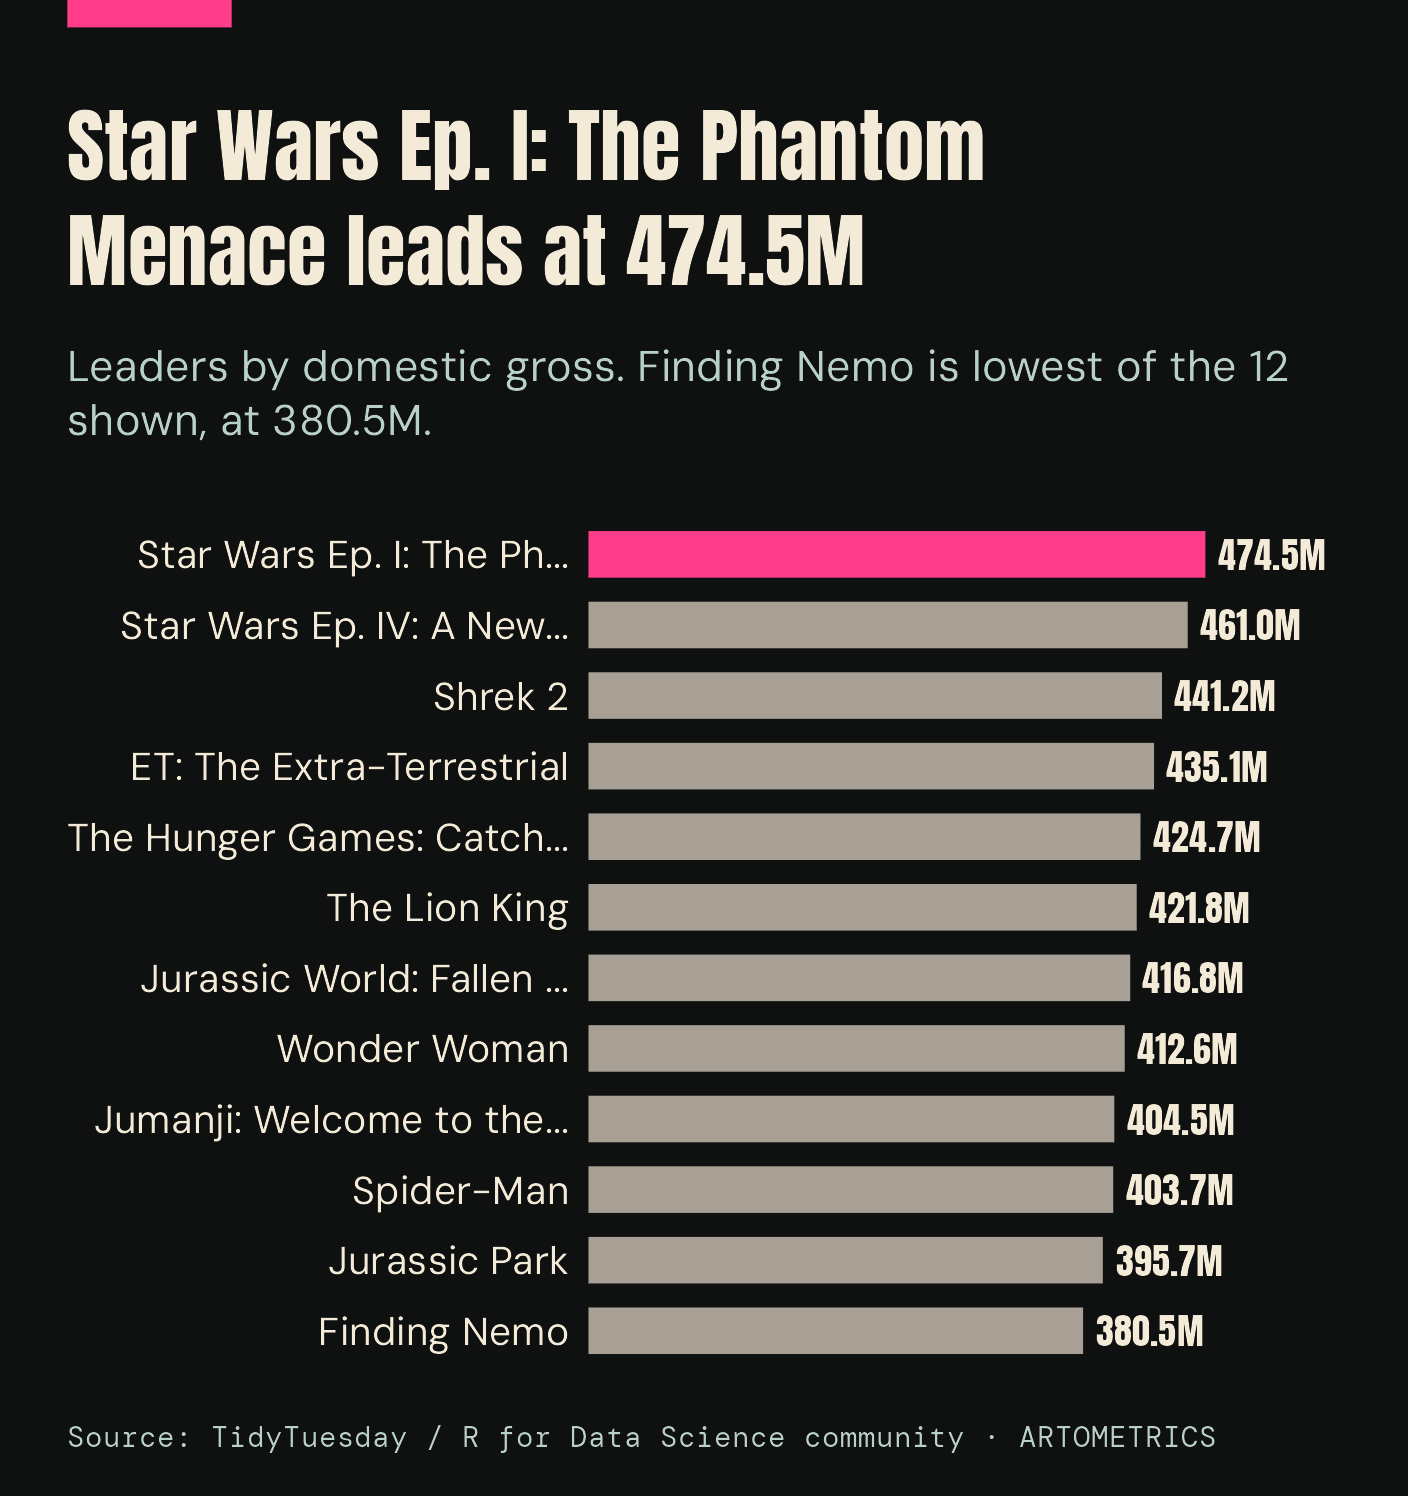 Star Wars Ep. I: The Phantom
Menace leads at 474.5M
Leaders by domestic gross. Finding Nemo is lowest of the 12
shown, at 380.5M.
Star Wars Ep. I: The Ph... 474.5M
Star Wars Ep. IV: A New... 461.0M
Shrek 2 441.2M
ET: The Extra-Terrestrial 435.1M
The Hunger Games: Catch... 424.7M
The Lion King 421.8M
Jurassic World: Fallen ... 416.8M
Wonder Woman 412.6M
Jumanji: Welcome to the... 404.5M
Spider-Man 403.7M
Jurassic Park 395.7M
Finding Nemo 380.5M
Source: TidyTuesday / R for Data Science community · ARTOMETRICS